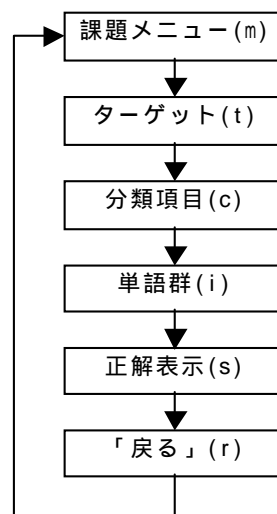 課題メニュー(m)
ターゲット(t)
分類項目(c)
単語群(i)
正解表示(s)
「戻る」(r)